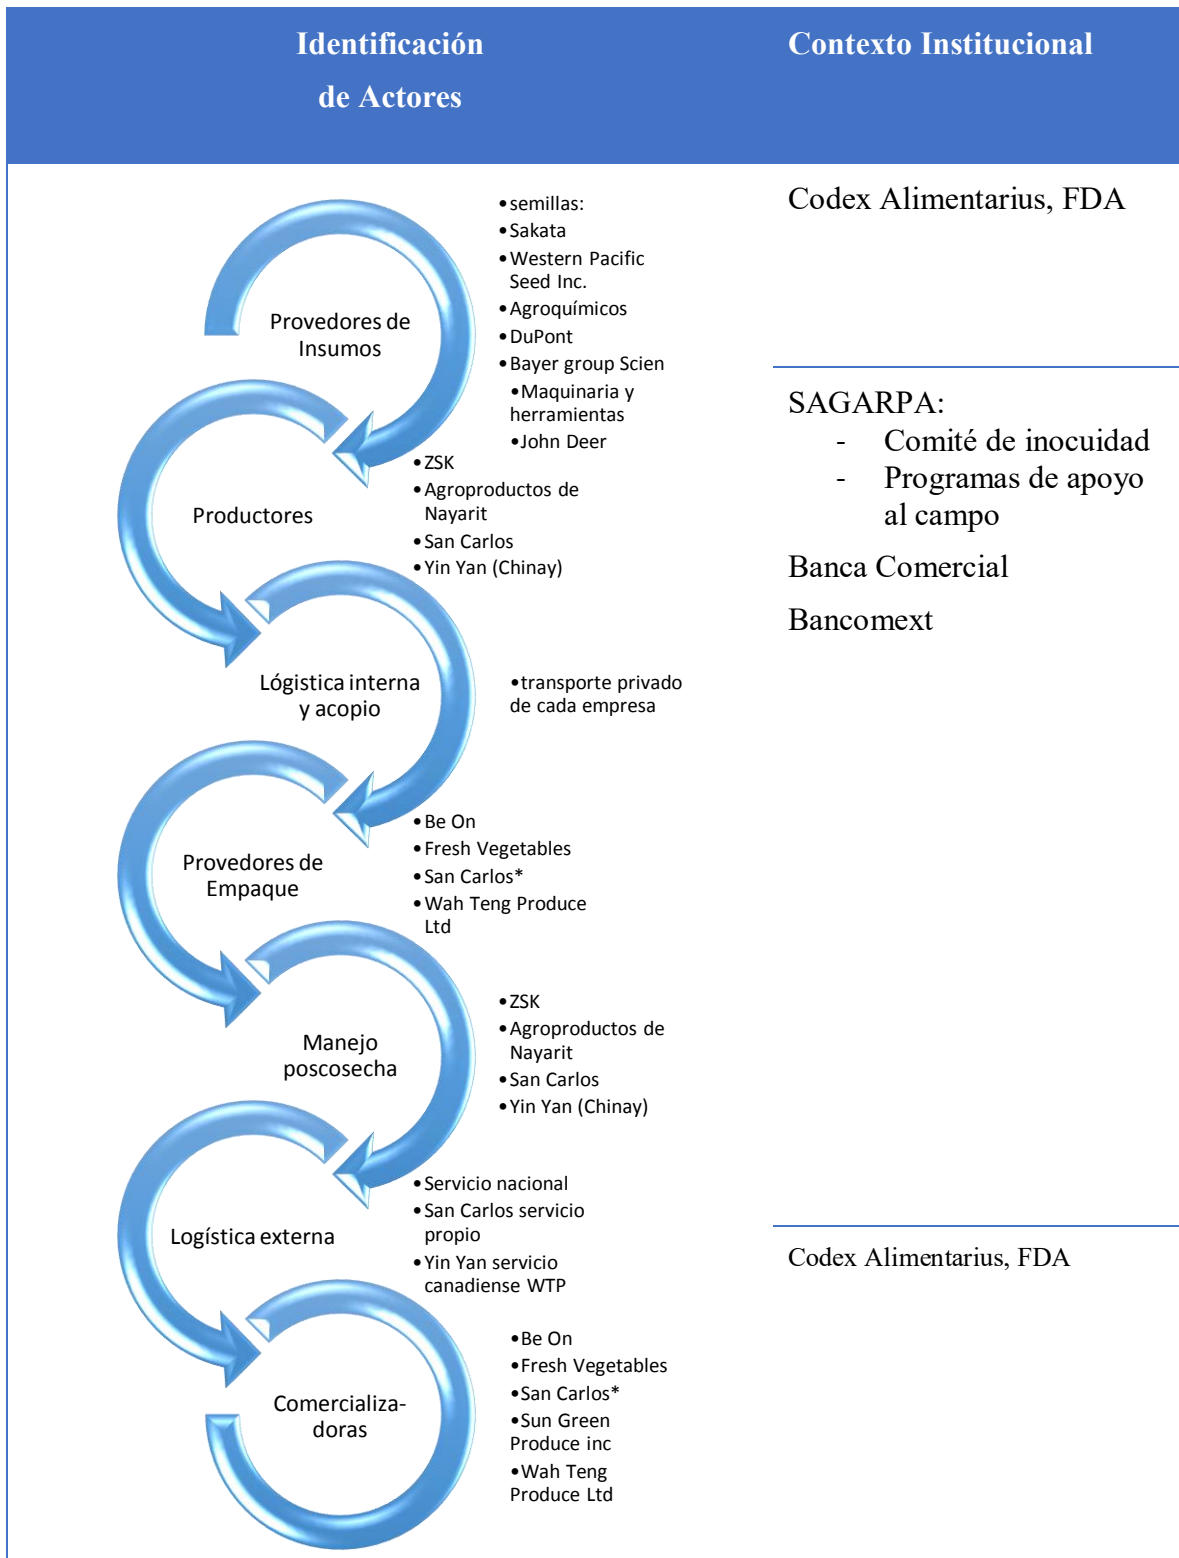 Identificación
de Actores
Contexto Institucional
•semillas:
•Sakata
•Western Pacific
Seed Inc.
•Agroquímicos
•DuPont
•Bayer group Scien
•Maquinaria y
herramientas
•John Deer
Provedores de
Insumos
Codex Alimentarius, FDA
•ZSK
•Agroproductos de
Nayarit
•San Carlos
•Yin Yan (Chinay)
Productores
SAGARPA:
- Comité de inocuidad
- Programas de apoyo
al campo
Banca Comercial
Bancomext
Lógistica interna
y acopio
•transporte privado
de cada empresa
Provedores de
Empaque
•Be On
•Fresh Vegetables
•San Carlos*
•Wah Teng Produce
Ltd
Manejo
poscosecha
•ZSK
•Agroproductos de
Nayarit
•San Carlos
•Yin Yan (Chinay)
Logística externa
•Servicio nacional
•San Carlos servicio
propio
•Yin Yan servicio
canadiense WTP
Codex Alimentarius, FDA
Comercializa-
doras
•Be On
•Fresh Vegetables
•San Carlos*
•Sun Green
Produce inc
•Wah Teng
Produce Ltd